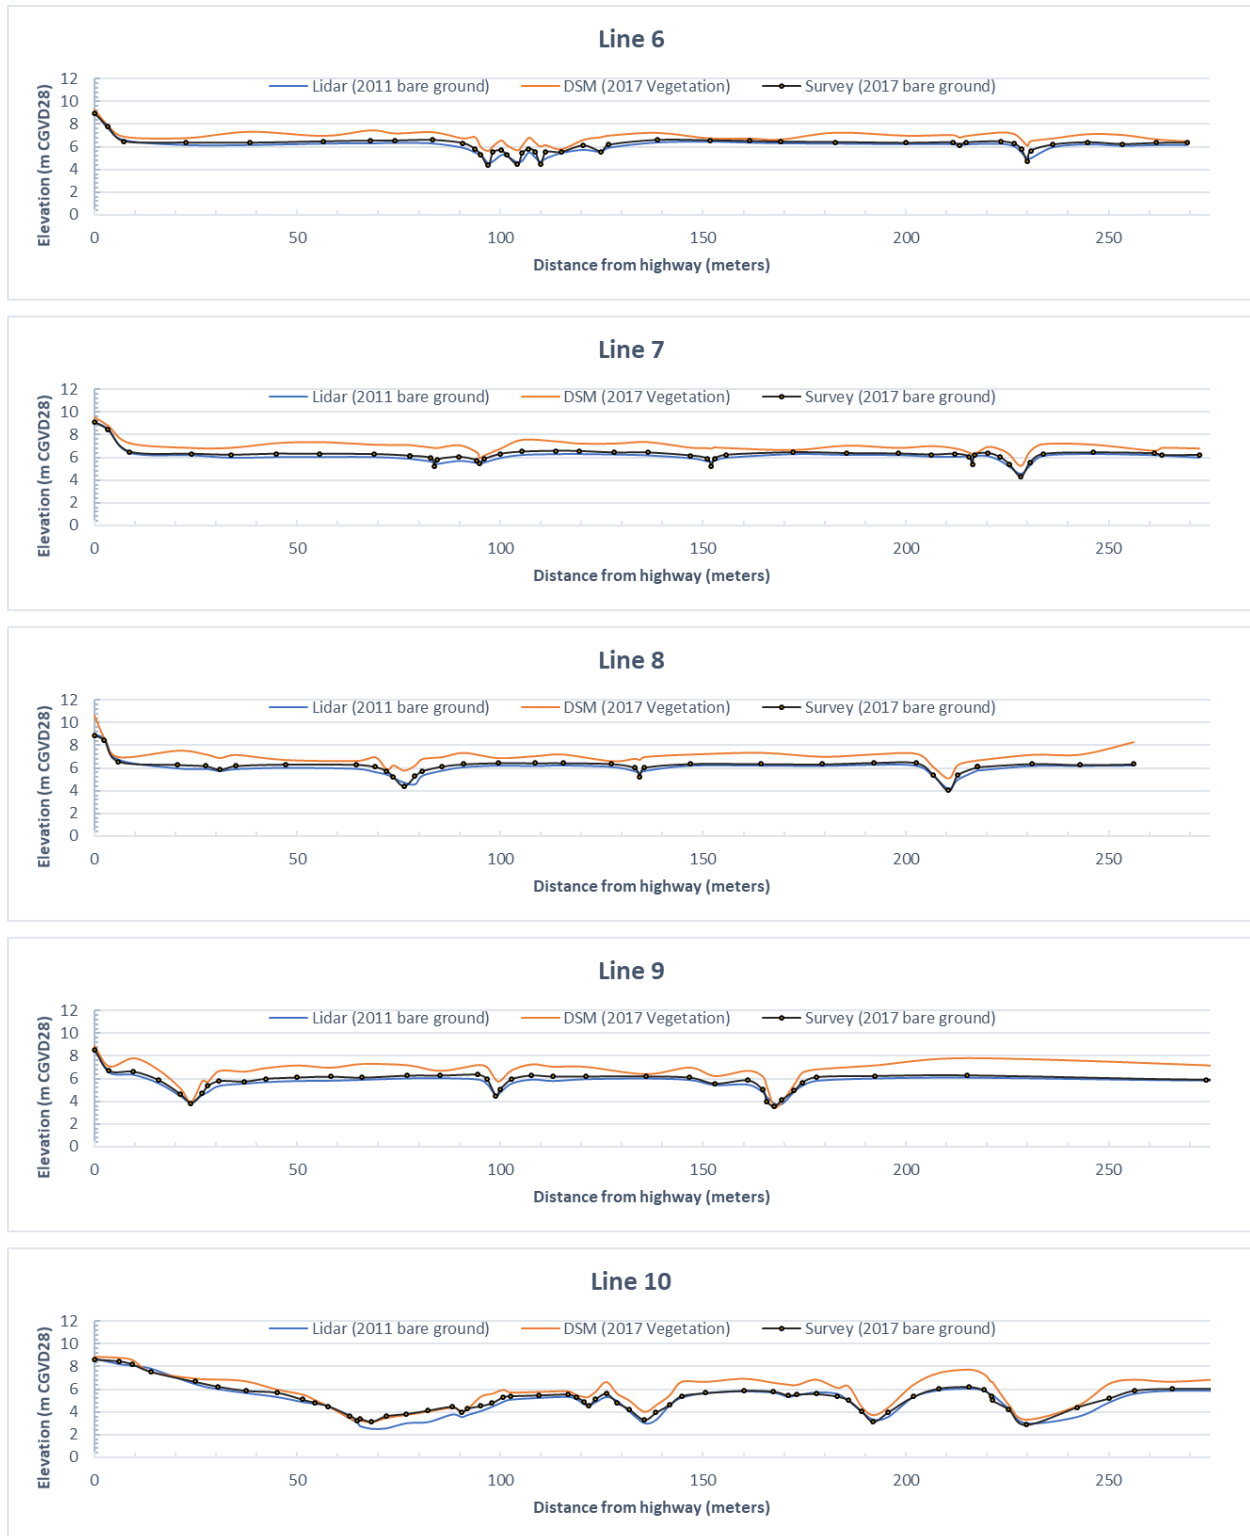 Line 6
Lidar (2011 bare ground) DSM (2017 Vegetation) Survey (2017 bare ground)
Elevation (m CGVD28)
12
10
8
6
4
2
0
0 50 100 150 200 250
Distance from highway (meters)
Line 7
Lidar (2011 bare ground) DSM (2017 Vegetation) Survey (2017 bare ground)
Elevation (m CGVD28)
12
10
8
6
4
2
0
0 50 100 150 200 250
Distance from highway (meters)
Line 8
Lidar (2011 bare ground) DSM (2017 Vegetation) Survey (2017 bare ground)
Elevation (m CGVD28)
12
10
8
6
4
2
0
0 50 100 150 200 250
Distance from highway (meters)
Line 9
Lidar (2011 bare ground) DSM (2017 Vegetation) Survey (2017 bare ground)
Elevation (m CGVD28)
12
10
8
6
4
2
0
0 50 100 150 200 250
Distance from highway (meters)
Line 10
Lidar (2011 bare ground) DSM (2017 Vegetation) Survey (2017 bare ground)
Elevation (m CGVD28)
12
10
8
6
4
2
0
0 50 100 150 200 250
Distance from highway (meters)